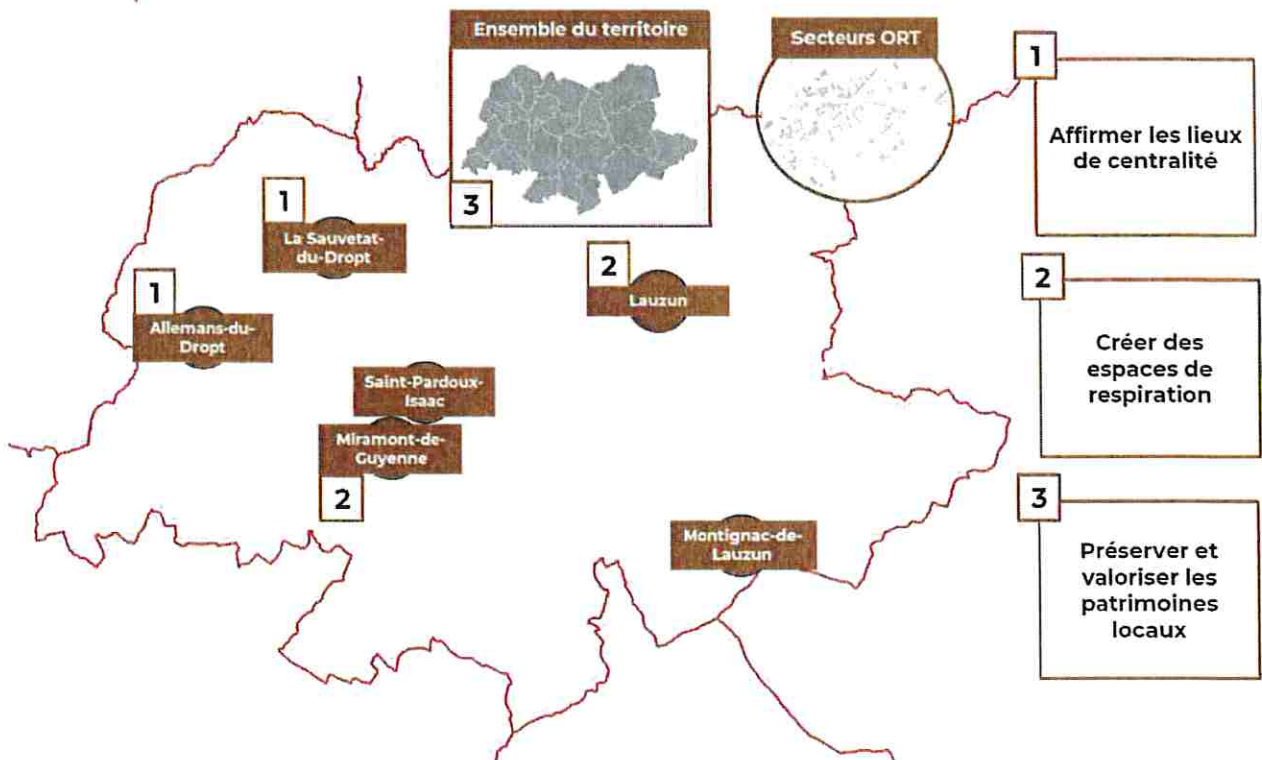 Ensemble du territoire
3
Secteurs ORT
1
Affirmer les lieux
de centralité
1
La Sauvetat-
du-Dropt
2
Lauzun
1
Allemans-du-
Dropt
Saint-Pardoux-
Isaac
Miramont-de-
Guyenne
2
Montignac-de-
Lauzun
2
Créer des
espaces de
respiration
3
Préserver et
valoriser les
patrimoines
locaux